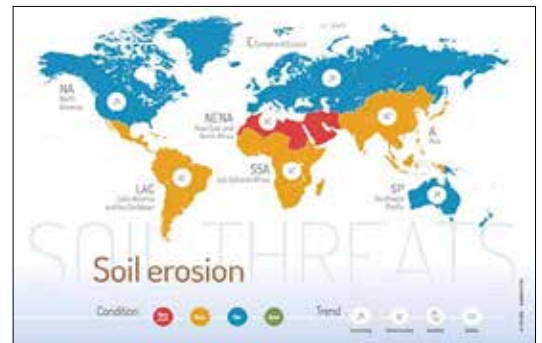 E Europe and Eurasia
NA
North
America
NENA
Near East and
North Africa
A
Asia
SSA
Sub-Saharan Africa
LAC
Latin America
and the Caribbean
SP
Southwest
Pacific
SOIL THREATS
Soil erosion
Condition
Trend